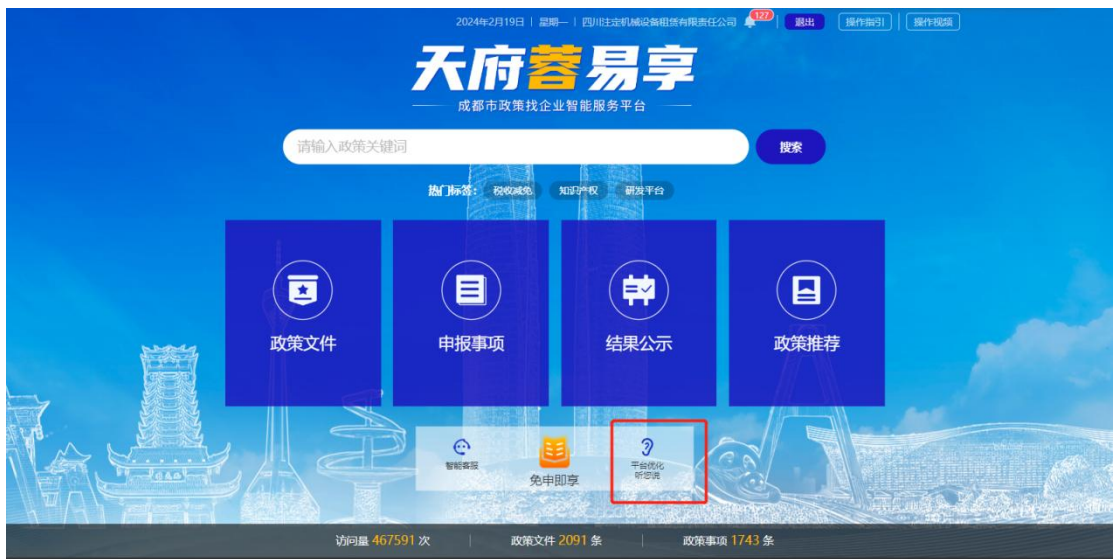 2024年2月19日 | 星期一 | 四川主定机械设备租赁有限责任公司 127 | 退出 操作指引 | 操作视频
天府蓉易享
成都市政策找企业智能服务平台
请输入政策关键词 搜索
热门标签： 税收减免 知识产权 研发平台
政策文件 申报事项 结果公示 政策推荐
智能客服 免申即享 平台优化
听您说
访问量 467591 次 | 政策文件 2091 条 | 政策事项 1743 条